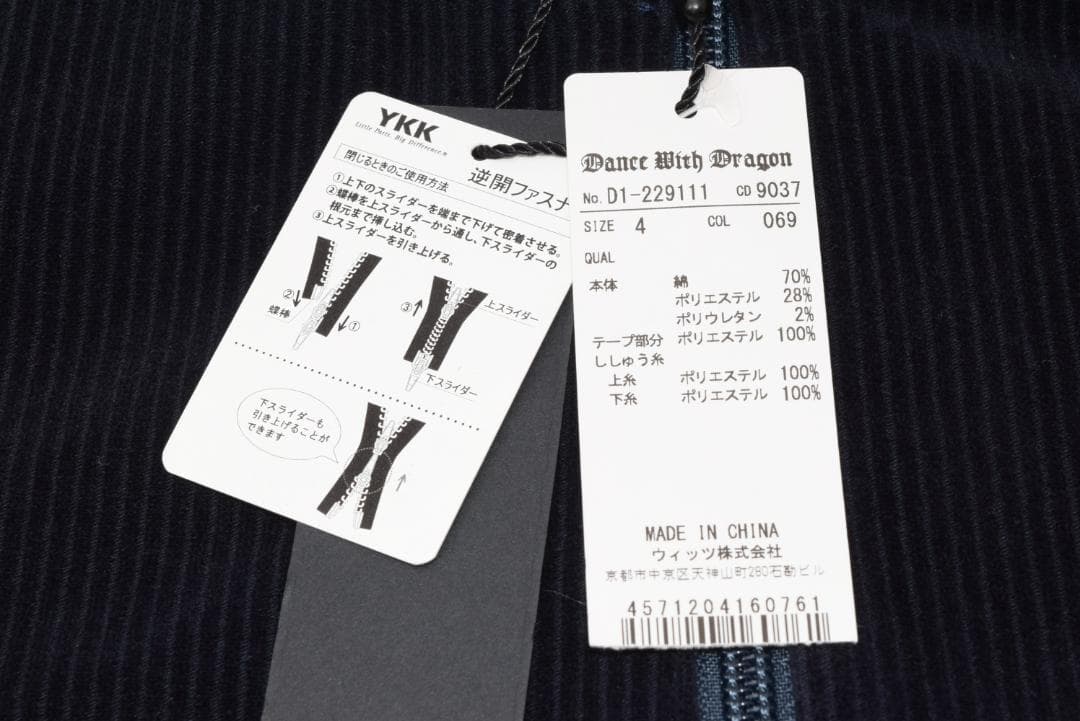 YKK
Little Parts. Big Difference.®
閉じるときのご使用方法
逆開ファスナ
①上下のスライダーを端まで下げて密着させる。
②蝶棒を上スライダーから通し、下スライダーの
根元まで挿し込む。
③上スライダーを引き上げる。
②
蝶棒
①
③
上スライダー
下スライダー
下スライダーも
引き上げることが
できます
Dance With Dragon
No. D1-229111 CD 9037
SIZE 4 COL 069
QUAL
本体 綿 70%
ポリエステル 28%
ポリウレタン 2%
テープ部分 ポリエステル 100%
ししゅう糸
上糸 ポリエステル 100%
下糸 ポリエステル 100%
MADE IN CHINA
ウィッツ株式会社
京都市中京区天神山町280石勘ビル
4571204160761